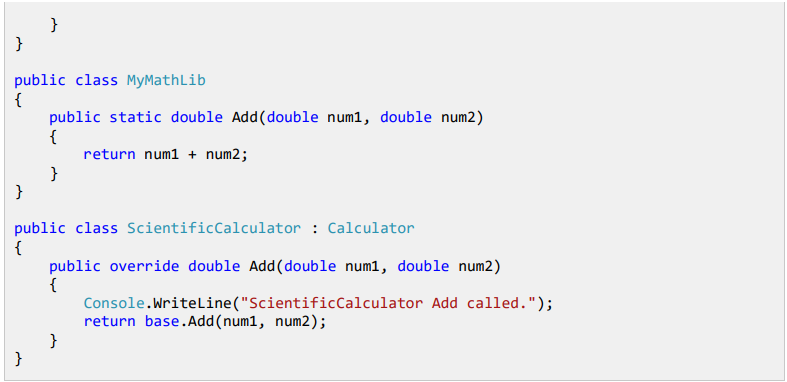 }
}
public class MyMathLib
{
    public static double Add(double num1, double num2)
    {
        return num1 + num2;
    }
}
public class ScientificCalculator : Calculator
{
    public override double Add(double num1, double num2)
    {
        Console.WriteLine("ScientificCalculator Add called.");
        return base.Add(num1, num2);
    }
}